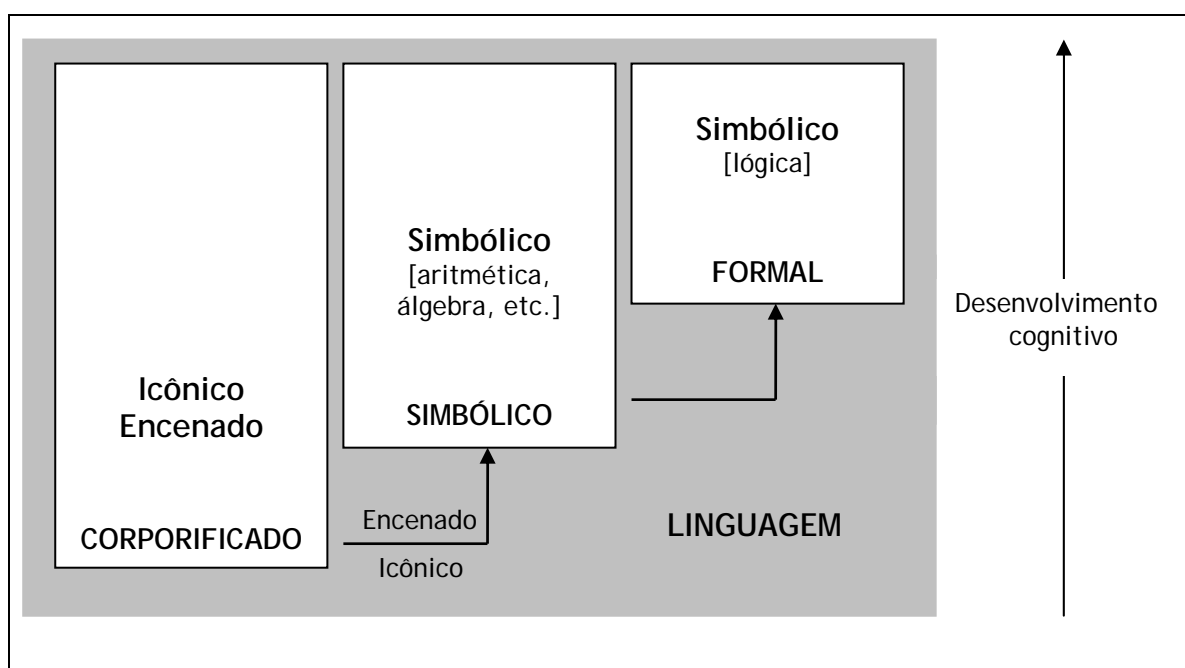 Icônico
Encenado
CORPORIFICADO
Encenado
Icônico
Simbólico
[aritmética,
álgebra, etc.]
SIMBÓLICO
Simbólico
[lógica]
FORMAL
LINGUAGEM
Desenvolvimento
cognitivo